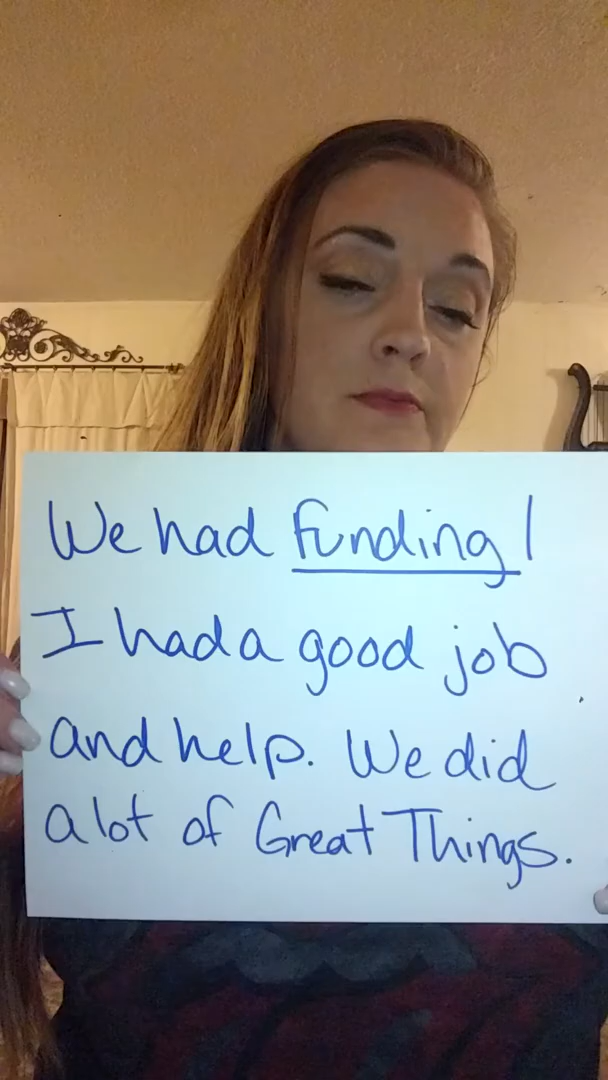 We had funding!
I had a good job
and help. We did
a lot of Great Things.